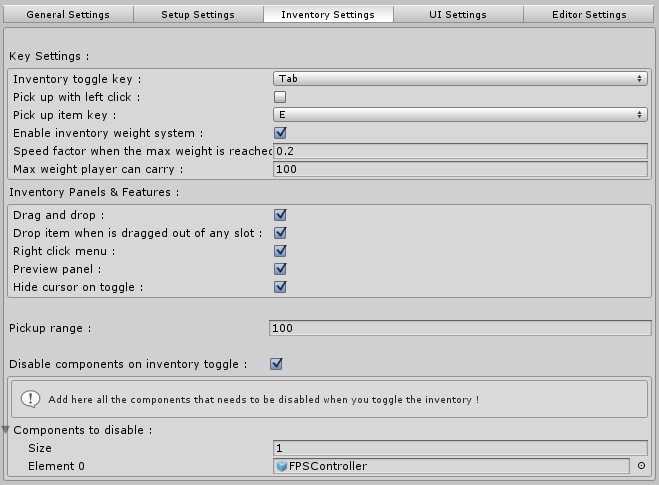 General Settings Setup Settings Inventory Settings UI Settings Editor Settings
Key Settings :
Inventory toggle key : Tab
Pick up with left click :
Pick up item key : E
Enable inventory weight system :
Speed factor when the max weight is reached 0.2
Max weight player can carry : 100
Inventory Panels & Features :
Drag and drop :
Drop item when is dragged out of any slot :
Right click menu :
Preview panel :
Hide cursor on toggle :
Pickup range : 100
Disable components on inventory toggle :
Add here all the components that needs to be disabled when you toggle the inventory !
Components to disable :
Size 1
Element 0 FPSController